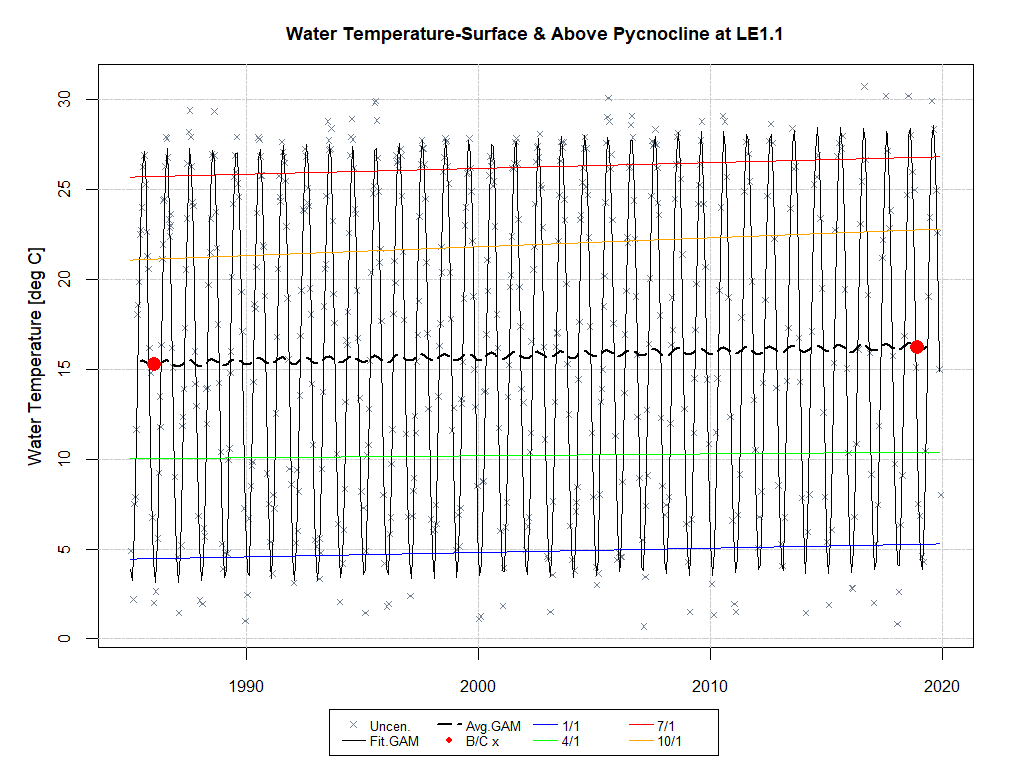 Water Temperature-Surface & Above Pycnocline at LE1.1
Water Temperature [deg C]
30
25
20
15
10
5
0
1990 2000 2010 2020
Uncen. Avg.GAM 1/1 7/1
Fit.GAM B/C x 4/1 10/1